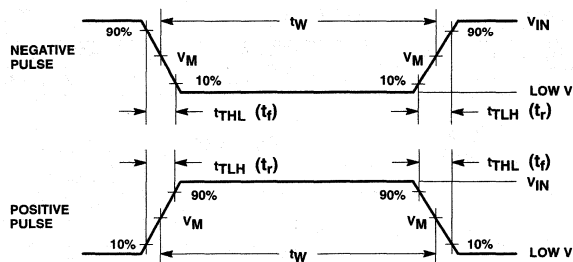 tW
VIN
90%
90%
NEGATIVE
PULSE
VM
VM
10%
10%
LOW V
tTHL (tf)
tTLH (tr)
tTLH (tr)
tTHL (tf)
VIN
90%
90%
POSITIVE
PULSE
VM
VM
10%
10%
tW
LOW V